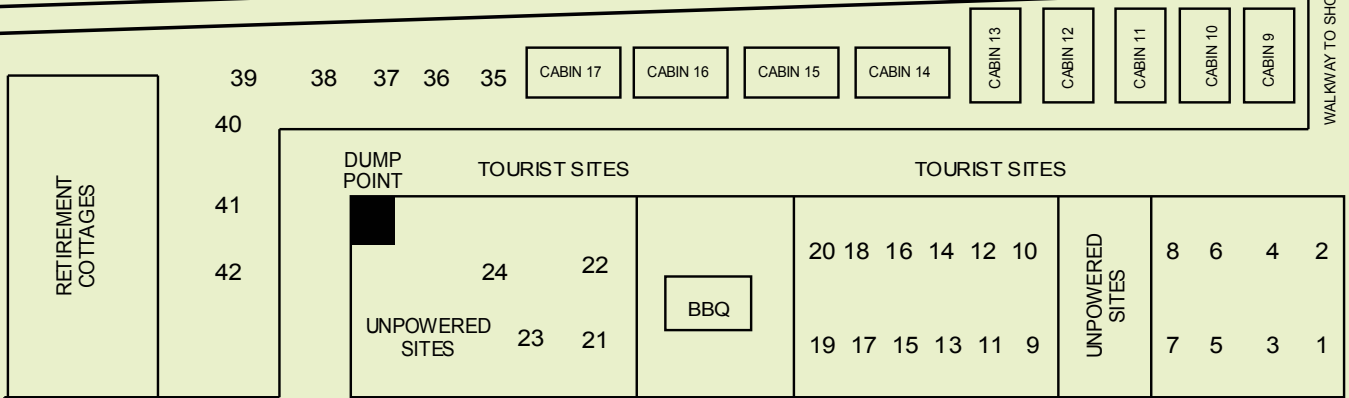 39 38 37 36 35 CABIN 17 CABIN 16 CABIN 15 CABIN 14 CABIN 13 CABIN 12 CABIN 11 CABIN 10 CABIN 9
WALKWAY TO
40
DUMP
POINT
TOURIST SITES
TOURIST SITES
RETIREMENT
COTTAGES
41
42
24 22
UNPOWERED
SITES
23 21
BBQ
20 18 16 14 12 10
19 17 15 13 11 9
UNPOWERED
SITES
8 6 4 2
7 5 3 1